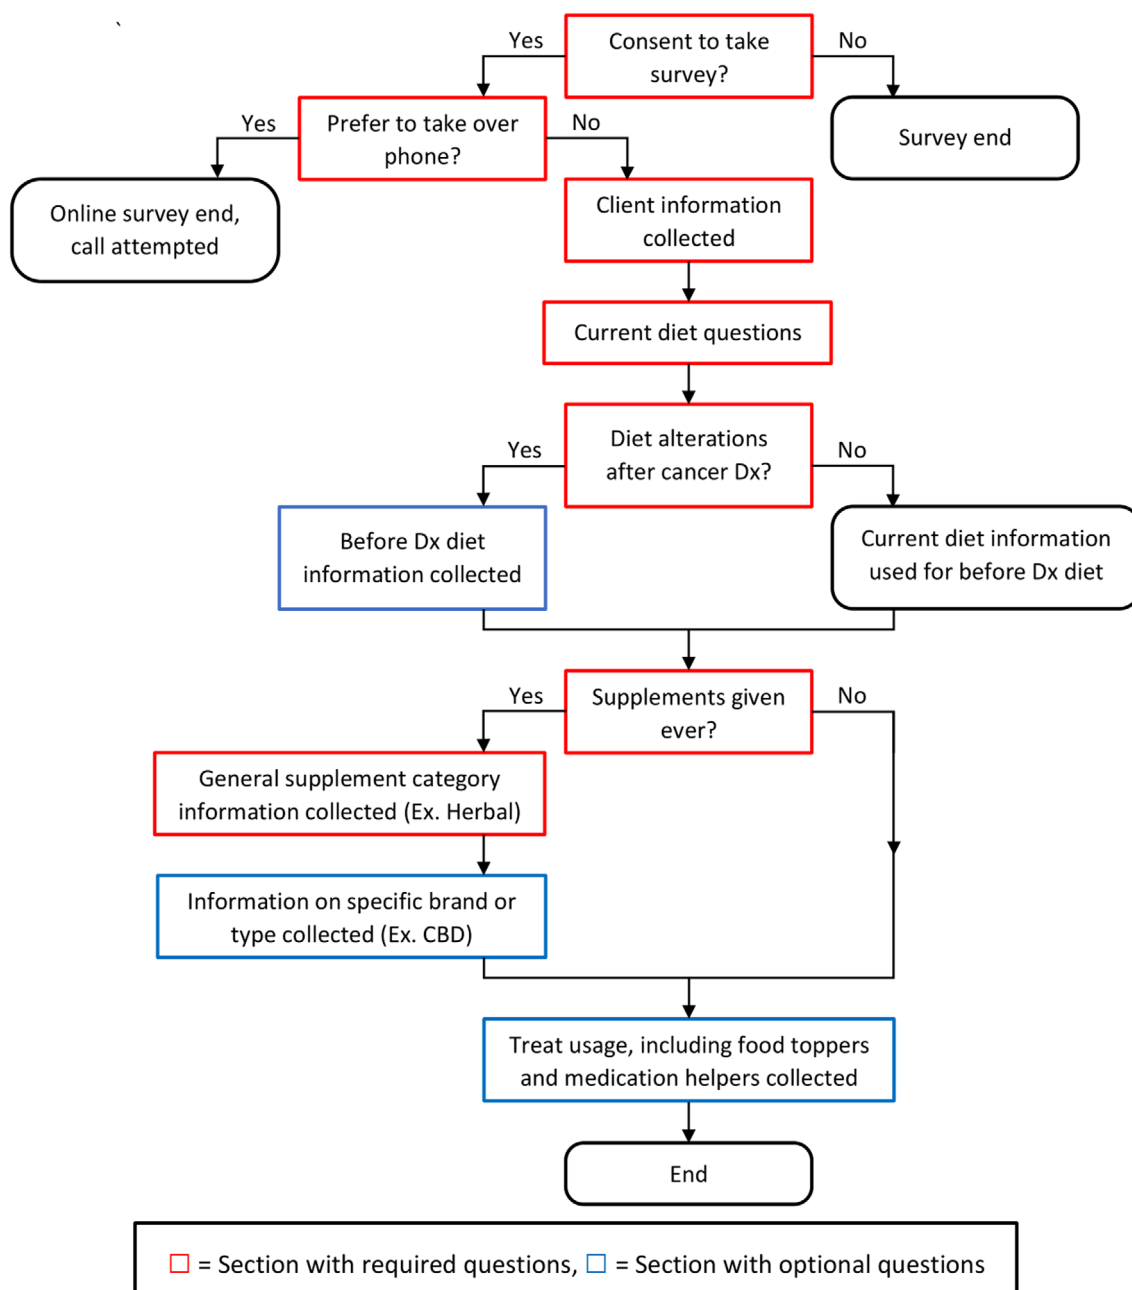 `
Yes
Consent to take
survey?
No
Yes
Prefer to take over
phone?
No
Survey end
Online survey end,
call attempted
Client information
collected
Current diet questions
Yes
Diet alterations
after cancer Dx?
No
Before Dx diet
information collected
Current diet information
used for before Dx diet
Yes
Supplements given
ever?
No
General supplement category
information collected (Ex. Herbal)
Information on specific brand or
type collected (Ex. CBD)
Treat usage, including food toppers
and medication helpers collected
End
= Section with required questions, = Section with optional questions